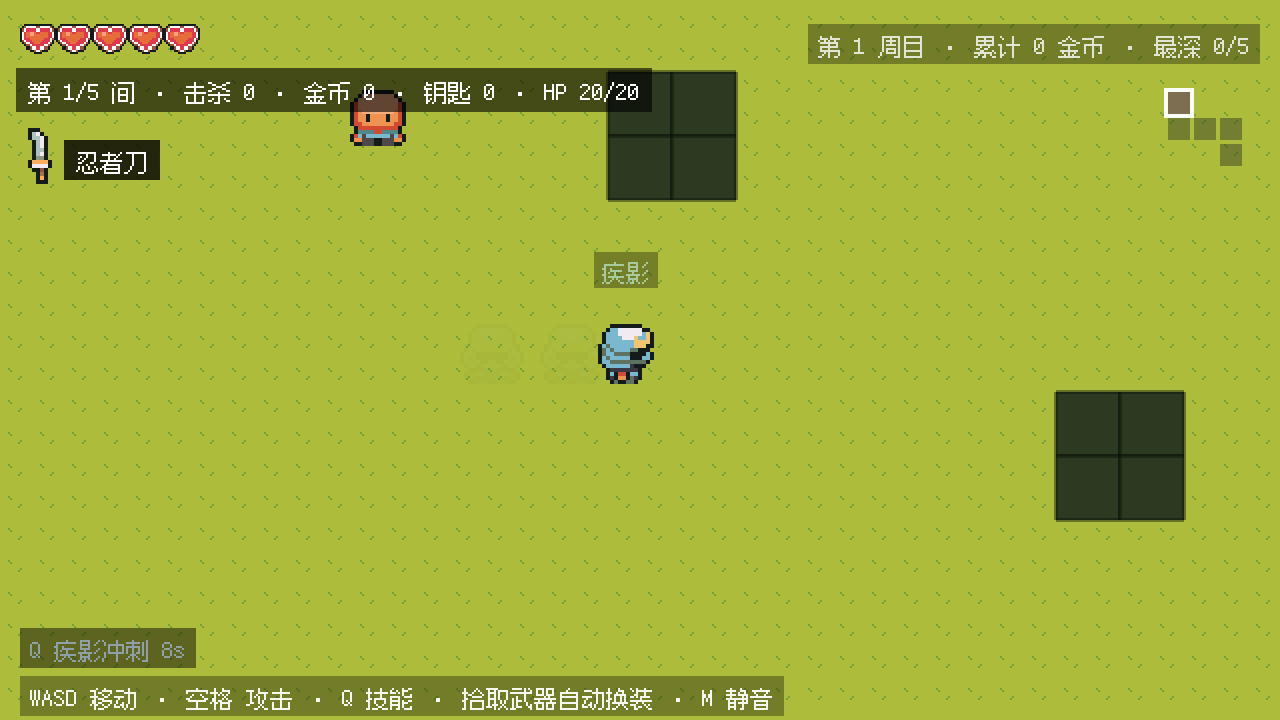 第 1 周目 · 累计 0 金币 · 最深 0/5
第 1/5 间 · 击杀 0 · 金币 0 · 钥匙 0 · HP 20/20
忍者刀
疾影
Q 疾影冲刺 8s
WASD 移动 · 空格 攻击 · Q 技能 · 拾取武器自动换装 · M 静音